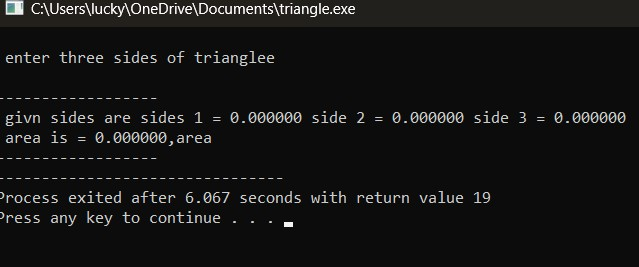 C:\Users\lucky\OneDrive\Documents\triangle.exe
enter three sides of trianglee
-----------------
givn sides are sides 1 = 0.000000 side 2 = 0.000000 side 3 = 0.000000
area is = 0.000000,area
-----------------
--------------------------------
Process exited after 6.067 seconds with return value 19
Press any key to continue . . .